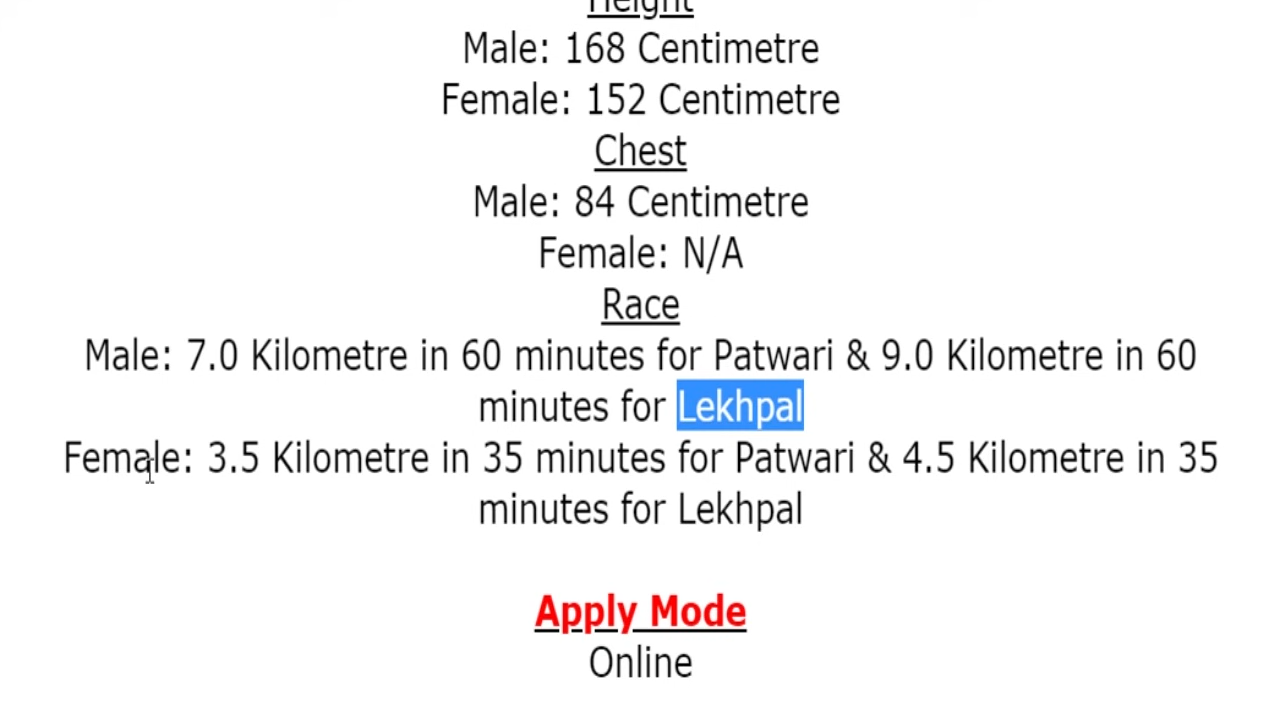 Height
Male: 168 Centimetre
Female: 152 Centimetre
Chest
Male: 84 Centimetre
Female: N/A
Race
Male: 7.0 Kilometre in 60 minutes for Patwari & 9.0 Kilometre in 60
minutes for Lekhpal
Female: 3.5 Kilometre in 35 minutes for Patwari & 4.5 Kilometre in 35
minutes for Lekhpal
Apply Mode
Online